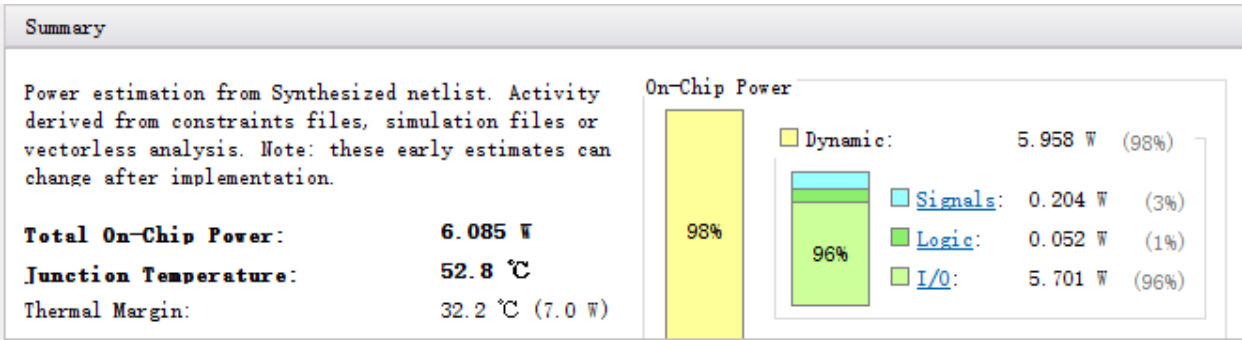 Summary
Power estimation from Synthesized netlist. Activity
derived from constraints files, simulation files or
vectorless analysis. Note: these early estimates can
change after implementation.
Total On-Chip Power: 6.085 W
Junction Temperature: 52.8 ℃
Thermal Margin: 32.2 ℃ (7.0 W)
On-Chip Power
98%
Dynamic: 5.958 W (98%)
96%
Signals: 0.204 W (3%)
Logic: 0.052 W (1%)
I/O: 5.701 W (96%)